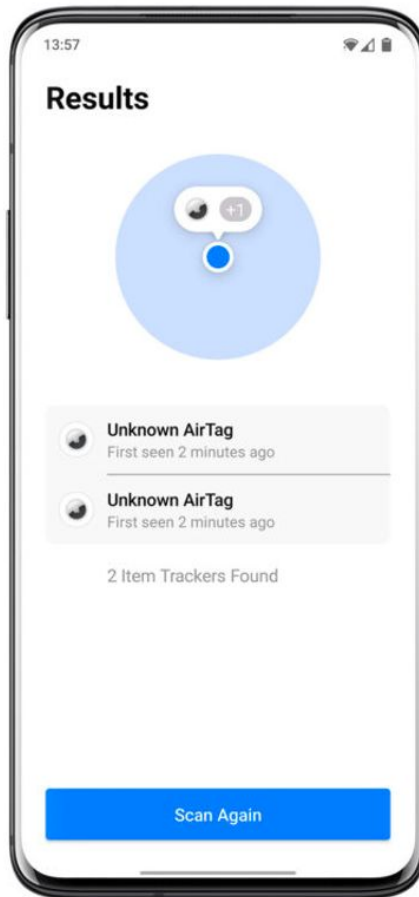 13:57
Results
+1
Unknown AirTag
First seen 2 minutes ago
Unknown AirTag
First seen 2 minutes ago
2 Item Trackers Found
Scan Again